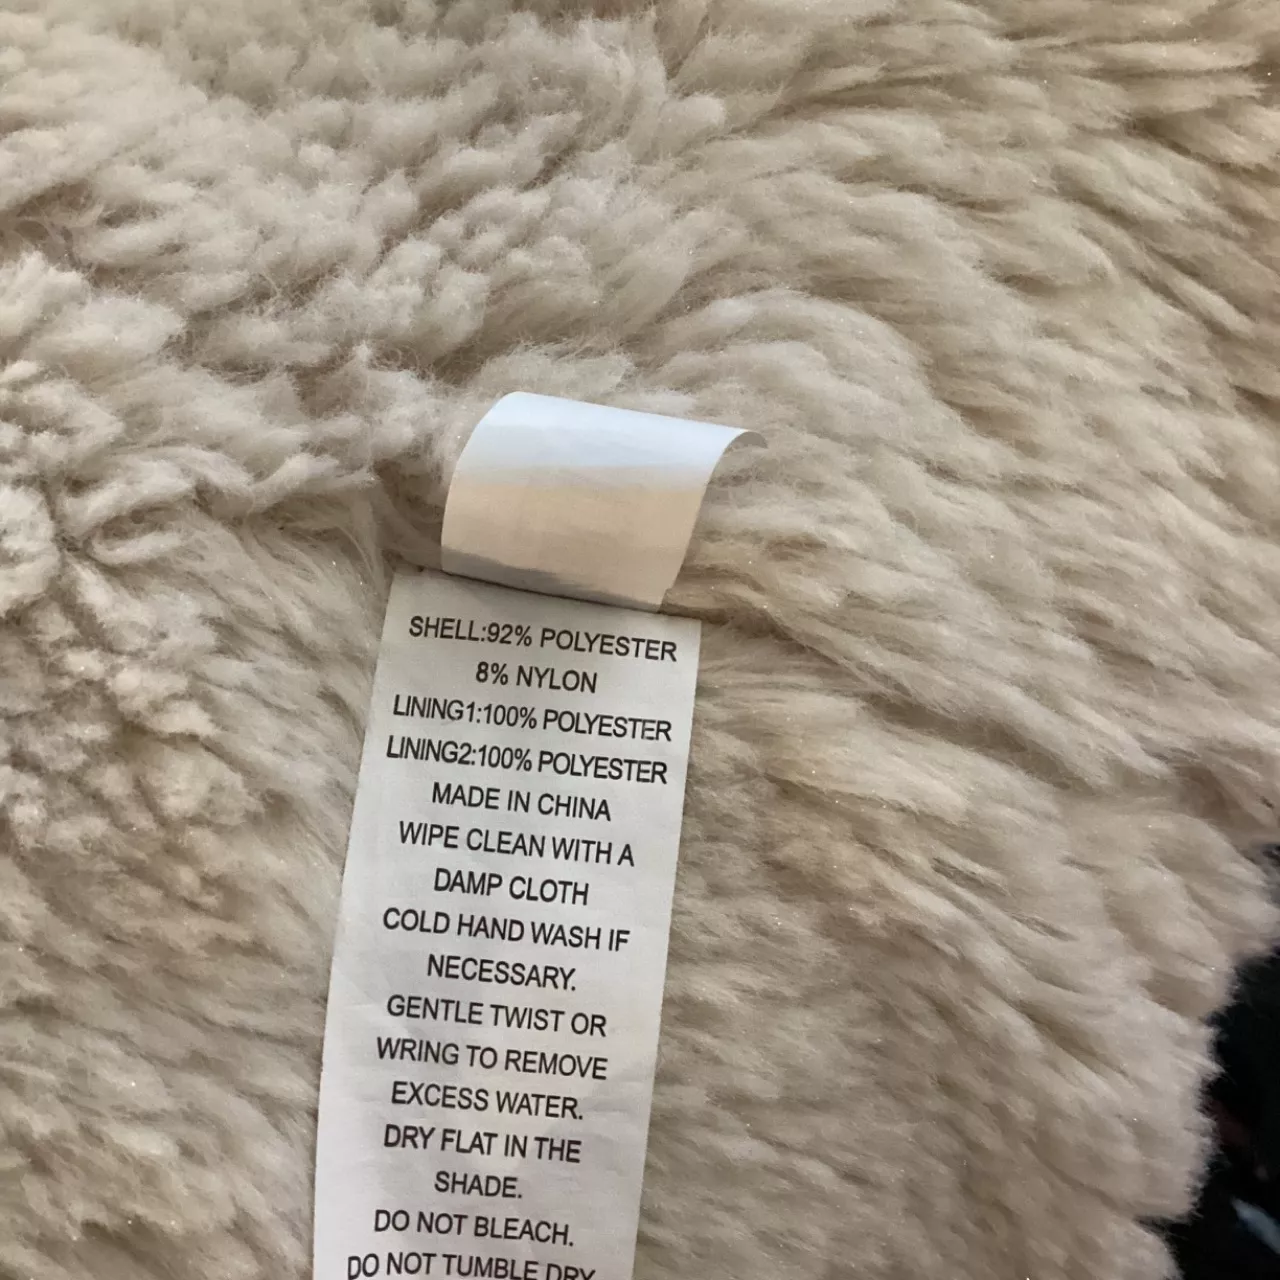 SHELL:92% POLYESTER
8% NYLON
LINING1:100% POLYESTER
LINING2:100% POLYESTER
MADE IN CHINA
WIPE CLEAN WITH A
DAMP CLOTH
COLD HAND WASH IF
NECESSARY.
GENTLE TWIST OR
WRING TO REMOVE
EXCESS WATER.
DRY FLAT IN THE
SHADE.
DO NOT BLEACH.
DO NOT TUMBLE DRY